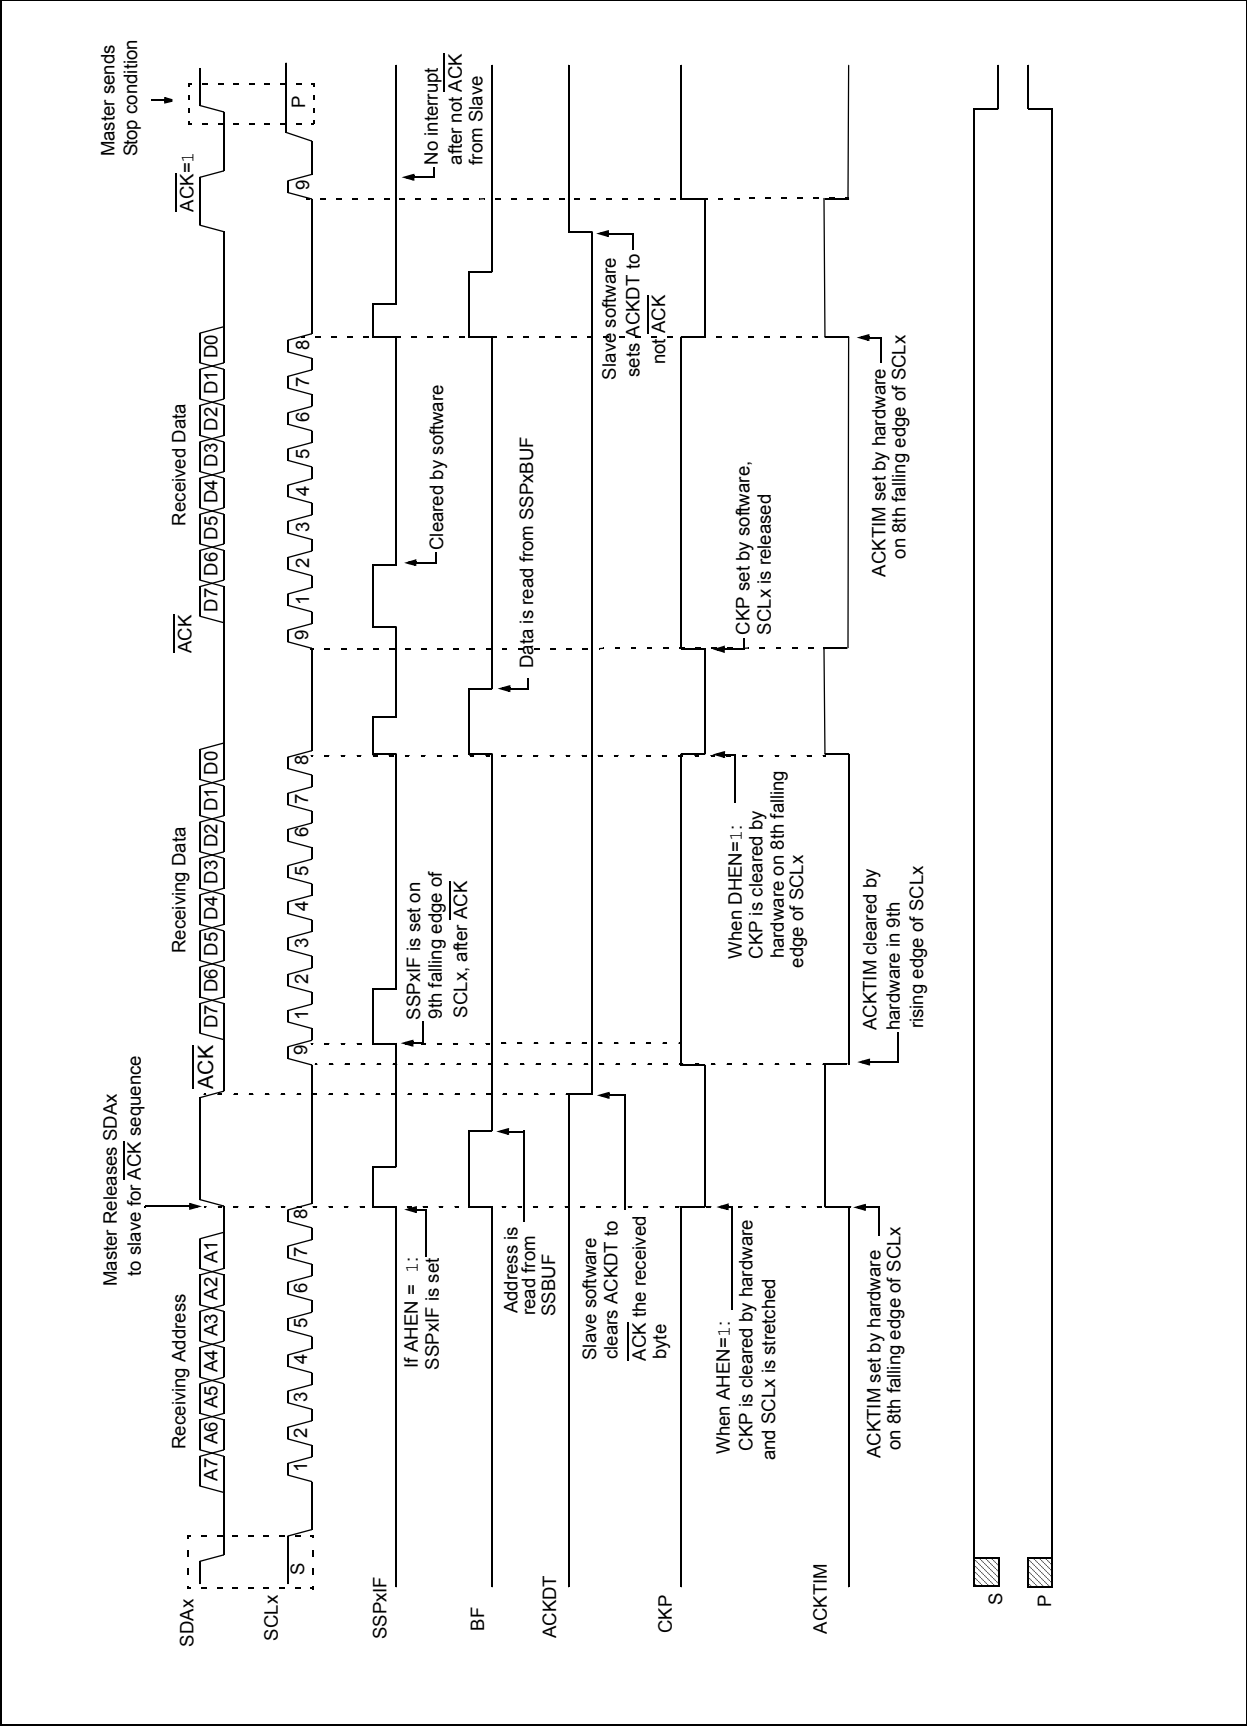 Master Releases SDAx
to slave for ACK sequence
Master sends
Stop condition
Receiving Address
Receiving Data
Received Data
ACK
ACK
ACK=1
SDAx
A7 A6 A5 A4 A3 A2 A1
D7 D6 D5 D4 D3 D2 D1 D0
D7 D6 D5 D4 D3 D2 D1 D0
SCLx
S
1 2 3 4 5 6 7 8 9
1 2 3 4 5 6 7 8 9
1 2 3 4 5 6 7 8 9
P
SSPxIF
If AHEN = 1:
SSPxIF is set
SSPxIF is set on
9th falling edge of
SCLx, after ACK
Cleared by software
No interrupt
after not ACK
from Slave
BF
Address is
read from
SSBUF
Data is read from SSPxBUF
ACKDT
Slave software
clears ACKDT to
ACK the received
byte
Slave software
sets ACKDT to
not ACK
CKP
When AHEN=1:
CKP is cleared by hardware
and SCLx is stretched
When DHEN=1:
CKP is cleared by
hardware on 8th falling
edge of SCLx
CKP set by software,
SCLx is released
ACKTIM
ACKTIM set by hardware
on 8th falling edge of SCLx
ACKTIM cleared by
hardware in 9th
rising edge of SCLx
ACKTIM set by hardware
on 8th falling edge of SCLx
S
P